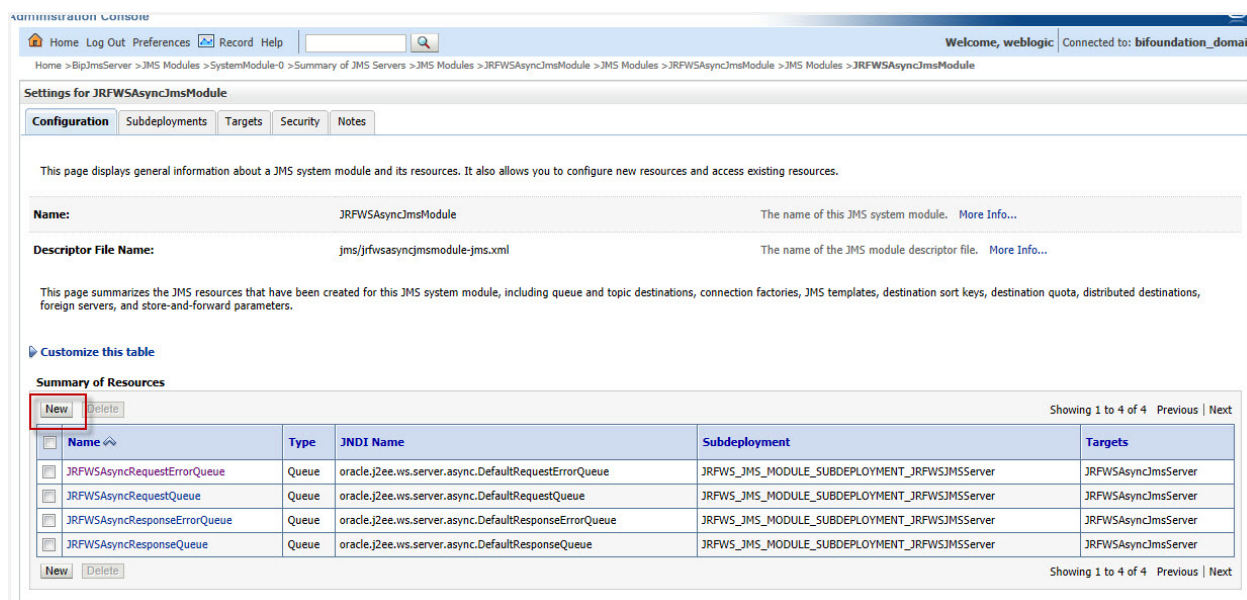 Administration Console
Home Log Out Preferences Record Help
Welcome, weblogic Connected to: bifoundation_domai
Home >BipJmsServer >JMS Modules >SystemModule-0 >Summary of JMS Servers >JMS Modules >JRFWSAsyncJmsModule >JMS Modules >JRFWSAsyncJmsModule >JMS Modules >JRFWSAsyncJmsModule
Settings for JRFWSAsyncJmsModule
Configuration Subdeployments Targets Security Notes
This page displays general information about a JMS system module and its resources. It also allows you to configure new resources and access existing resources.
Name: JRFWSAsyncJmsModule The name of this JMS system module. More Info...
Descriptor File Name: jms/jrfwsasyncjmsmodule-jms.xml The name of the JMS module descriptor file. More Info...
This page summarizes the JMS resources that have been created for this JMS system module, including queue and topic destinations, connection factories, JMS templates, destination sort keys, destination quota, distributed destinations,
foreign servers, and store-and-forward parameters.
Customize this table
Summary of Resources
New Delete Showing 1 to 4 of 4 Previous | Next
Name Type JNDI Name Subdeployment Targets
JRFWSAsyncRequestErrorQueue Queue oracle.j2ee.ws.server.async.DefaultRequestErrorQueue JRFWS_JMS_MODULE_SUBDEPLOYMENT_JRFWSJMSServer JRFWSAsyncJmsServer
JRFWSAsyncRequestQueue Queue oracle.j2ee.ws.server.async.DefaultRequestQueue JRFWS_JMS_MODULE_SUBDEPLOYMENT_JRFWSJMSServer JRFWSAsyncJmsServer
JRFWSAsyncResponseErrorQueue Queue oracle.j2ee.ws.server.async.DefaultResponseErrorQueue JRFWS_JMS_MODULE_SUBDEPLOYMENT_JRFWSJMSServer JRFWSAsyncJmsServer
JRFWSAsyncResponseQueue Queue oracle.j2ee.ws.server.async.DefaultResponseQueue JRFWS_JMS_MODULE_SUBDEPLOYMENT_JRFWSJMSServer JRFWSAsyncJmsServer
New Delete Showing 1 to 4 of 4 Previous | Next